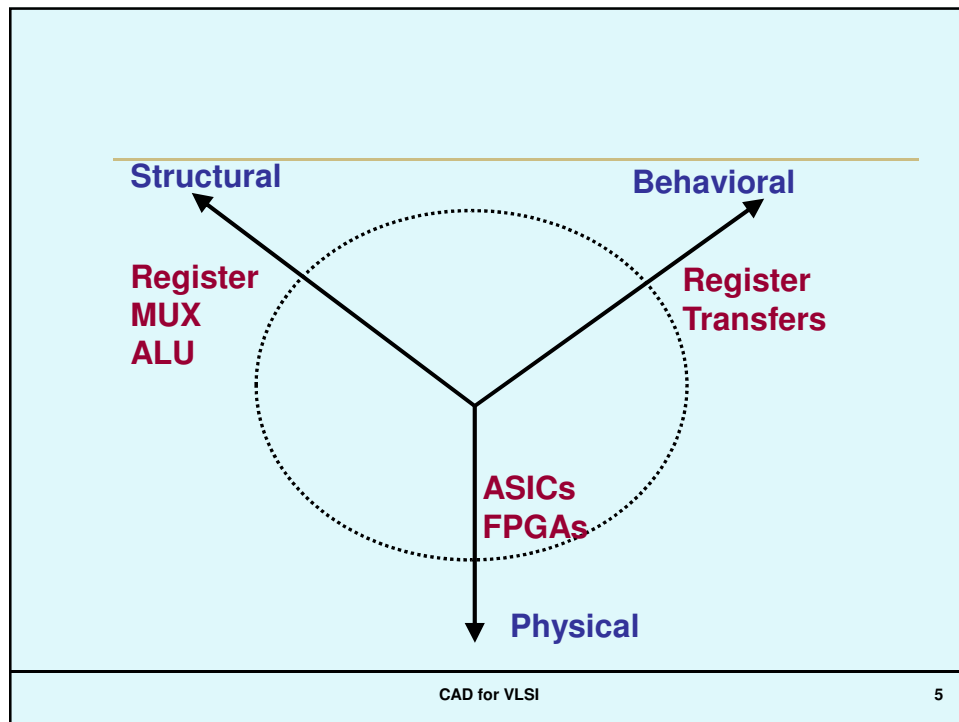 Structural
Behavioral
Register
MUX
ALU
Register
Transfers
ASICs
FPGAs
Physical
CAD for VLSI
5